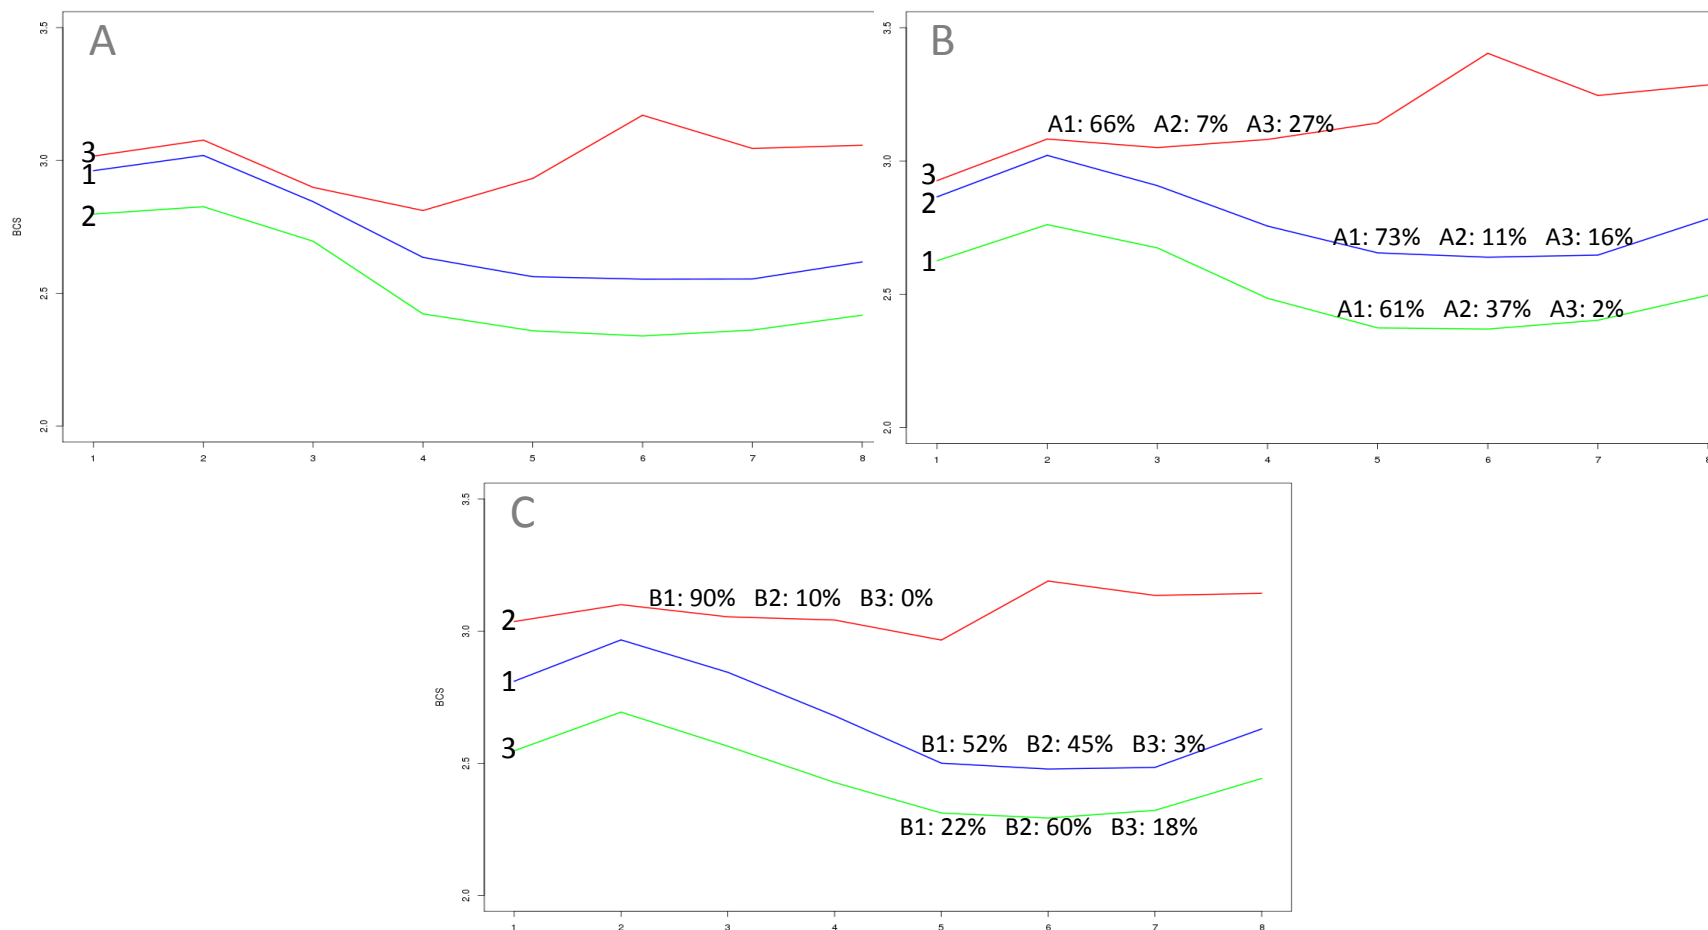 A
3.5
3.0
2.5
2.0
BCS
3
1
2
1 2 3 4 5 6 7 8
B
3.5
3.0
2.5
2.0
A1: 66% A2: 7% A3: 27%
3
2
A1: 73% A2: 11% A3: 16%
1
A1: 61% A2: 37% A3: 2%
1 2 3 4 5 6 7 8
C
3.5
3.0
2.5
2.0
BCS
B1: 90% B2: 10% B3: 0%
2
1
B1: 52% B2: 45% B3: 3%
3
B1: 22% B2: 60% B3: 18%
1 2 3 4 5 6 7 8